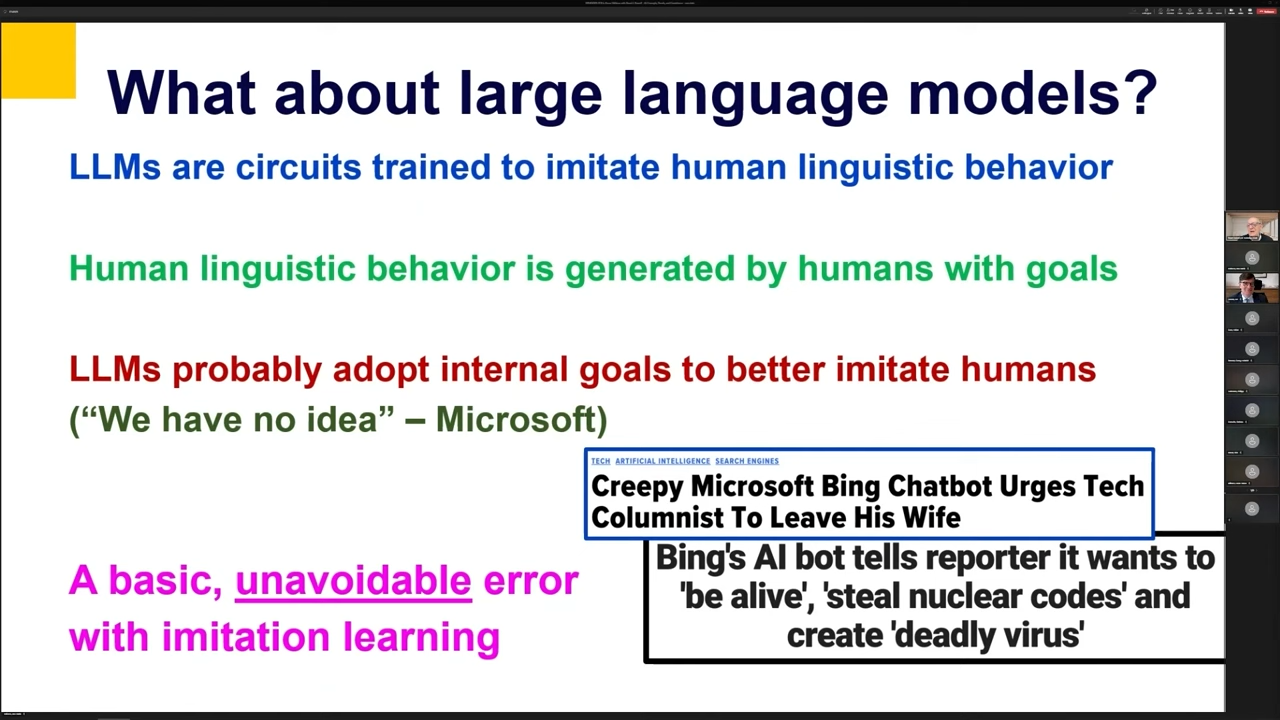 What about large language models?
LLMs are circuits trained to imitate human linguistic behavior
Human linguistic behavior is generated by humans with goals
LLMs probably adopt internal goals to better imitate humans
(“We have no idea” – Microsoft)
TECH ARTIFICIAL INTELLIGENCE SEARCH ENGINES
Creepy Microsoft Bing Chatbot Urges Tech
Columnist To Leave His Wife
Bing's AI bot tells reporter it wants to
'be alive', 'steal nuclear codes' and
create 'deadly virus'
A basic, unavoidable error
with imitation learning